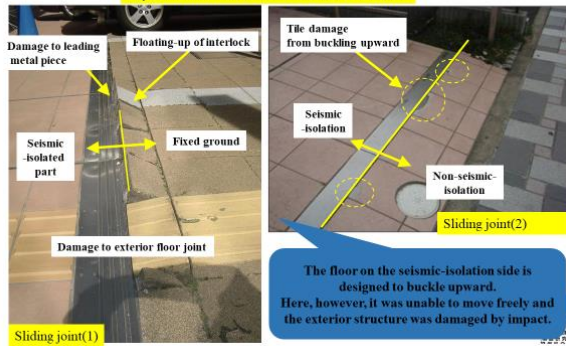 Damage to leading
metal piece
Floating-up of interlock
Seismic
-isolated
part
Fixed ground
Damage to exterior floor joint
Sliding joint(1)
Tile damage
from buckling upward
Seismic
-isolation
Non-seismic-
isolation
Sliding joint(2)
The floor on the seismic-isolation side is
designed to buckle upward.
Here, however, it was unable to move freely and
the exterior structure was damaged by impact.